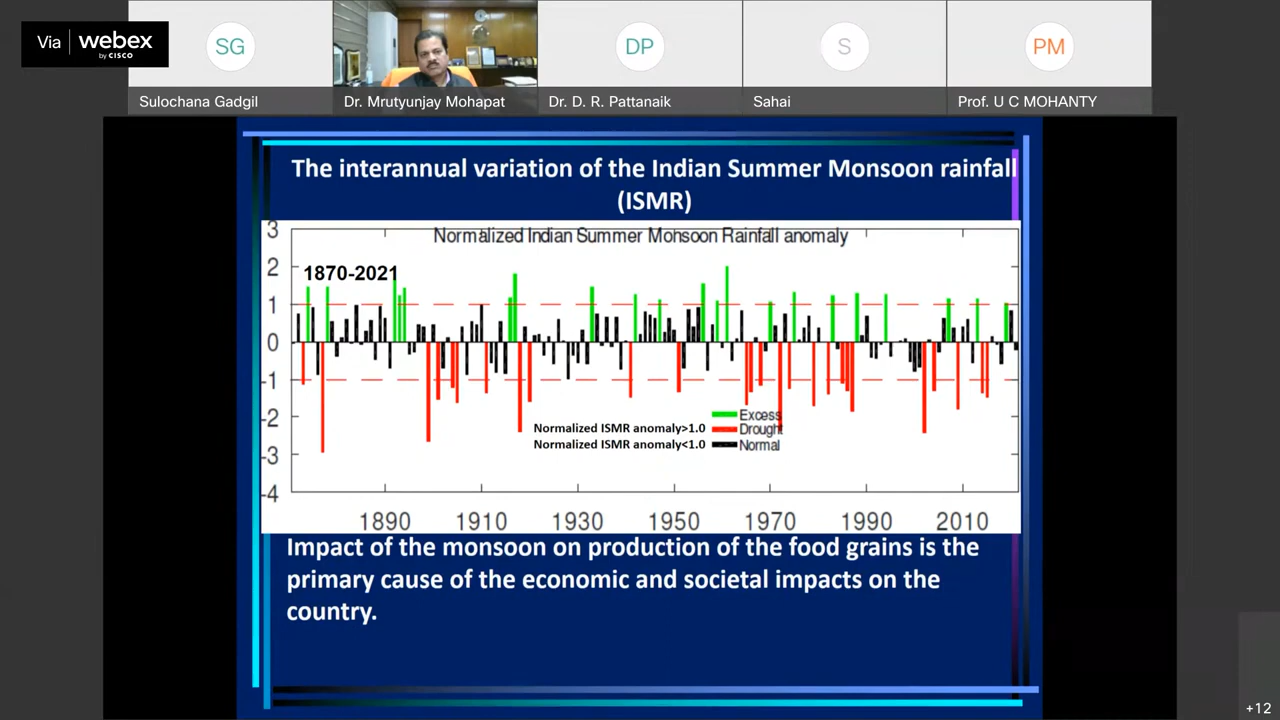 Via webex
by CISCO
SG
DP
S
PM
Sulochana Gadgil
Dr. Mrutyunjay Mohapat
Dr. D. R. Pattanaik
Sahai
Prof. U C MOHANTY
The interannual variation of the Indian Summer Monsoon rainfall
(ISMR)
Normalized Indian Summer Monsoon Rainfall anomaly
1870-2021
3
2
1
0
-1
-2
-3
-4
Normalized ISMR anomaly>1.0
Normalized ISMR anomaly<1.0
Excess
Drought
Normal
1890 1910 1930 1950 1970 1990 2010
Impact of the monsoon on production of the food grains is the
primary cause of the economic and societal impacts on the
country.
+12